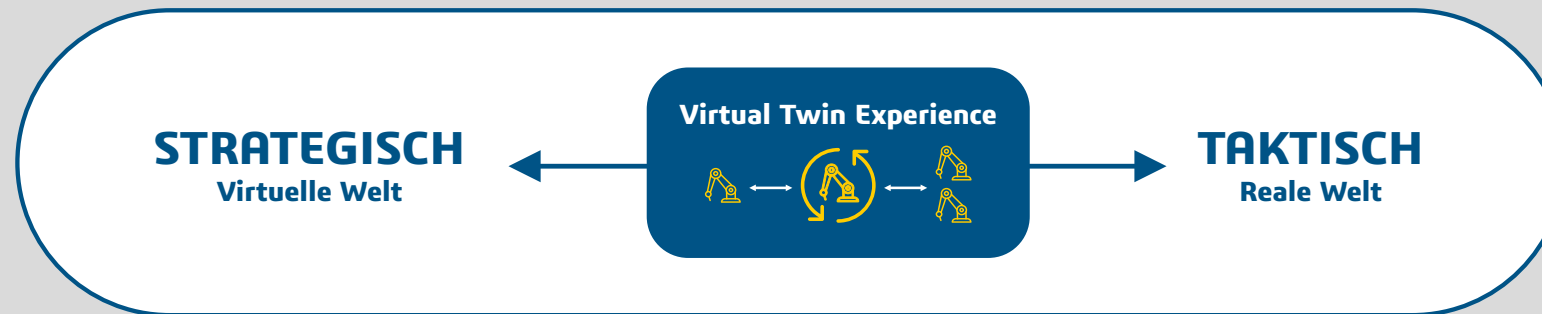 STRATEGISCH
Virtuelle Welt
Virtual Twin Experience
TAKTISCH
Reale Welt